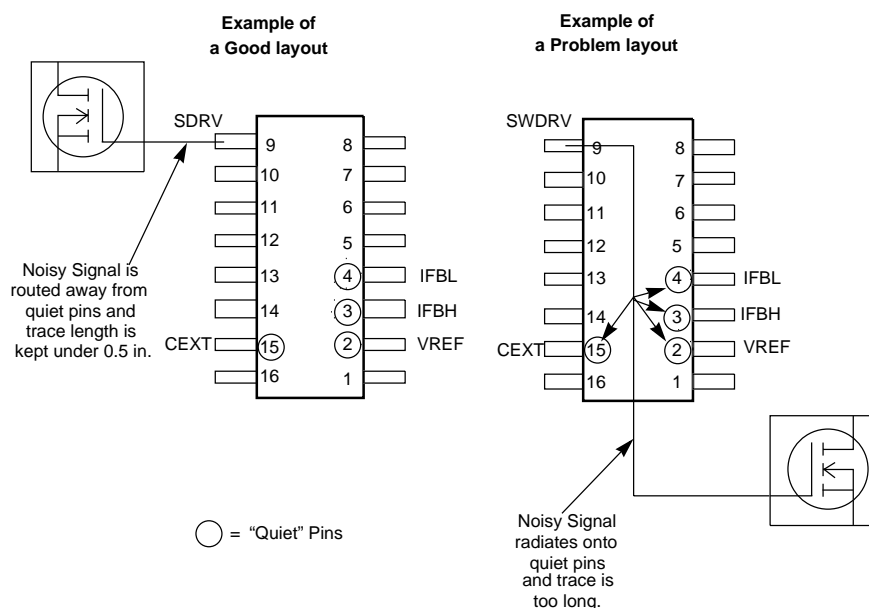 Example of
a Good layout
SDRV
9 8
10 7
11 6
12 5
13 4 IFBL
14 3 IFBH
CEXT 15 2 VREF
16 1
Noisy Signal is
routed away from
quiet pins and
trace length is
kept under 0.5 in.
= “Quiet” Pins
Example of
a Problem layout
SWDRV
9 8
10 7
11 6
12 5
13 4 IFBL
14 3 IFBH
CEXT 15 2 VREF
16 1
Noisy Signal
radiates onto
quiet pins
and trace is
too long.